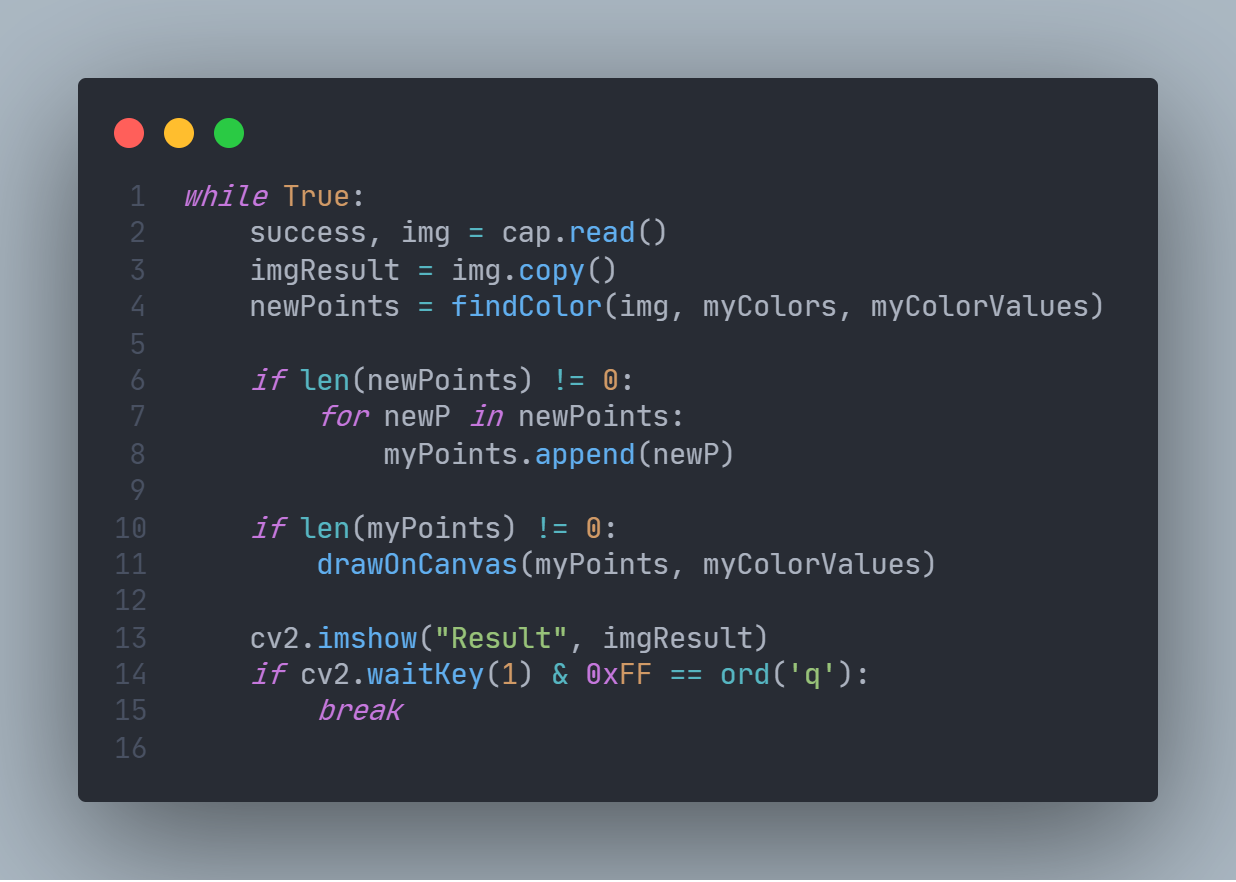 1 while True:
2     success, img = cap.read()
3     imgResult = img.copy()
4     newPoints = findColor(img, myColors, myColorValues)
5
6     if len(newPoints) != 0:
7         for newP in newPoints:
8             myPoints.append(newP)
9
10     if len(myPoints) != 0:
11         drawOnCanvas(myPoints, myColorValues)
12
13     cv2.imshow("Result", imgResult)
14     if cv2.waitKey(1) & 0xFF == ord('q'):
15         break
16